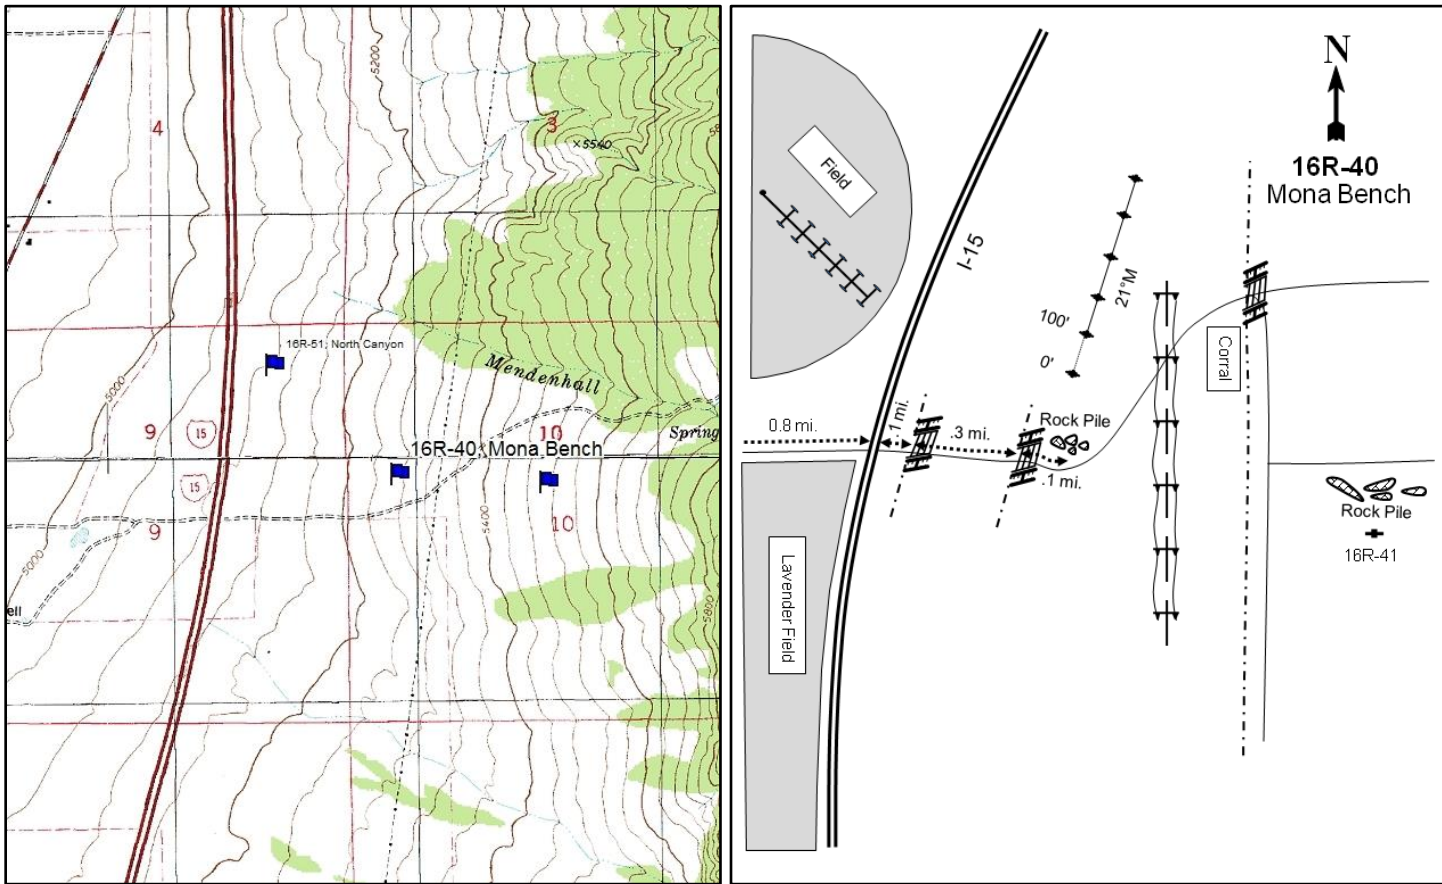 5200
4
3
×5540
16R-51; North Canyon
5000
Mendenhall
9
15
10
Spring
16R-40; Mona Bench
15
9
5400
10
5000
ell
5800
N
16R-40
Mona Bench
Field
I-15
21°M
100'
0'
Corral
Rock Pile
0.8 mi.
.1 mi.
.3 mi.
.1 mi.
Rock Pile
16R-41
Lavender Field